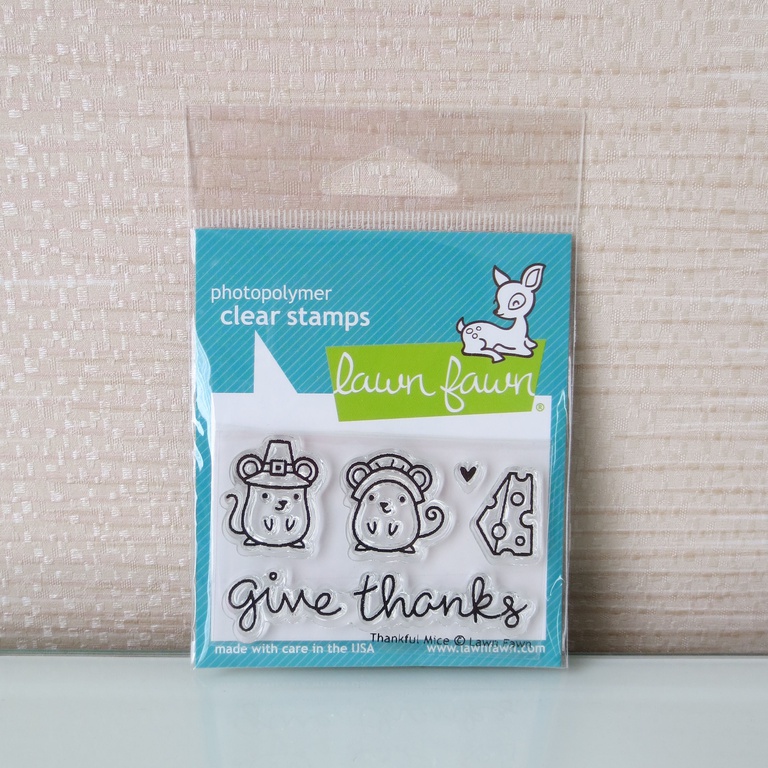 photopolymer
clear stamps
lawn fawn®
give thanks
Thankful Mice © Lawn Fawn
made with care in the USA www.lawnfawn.com